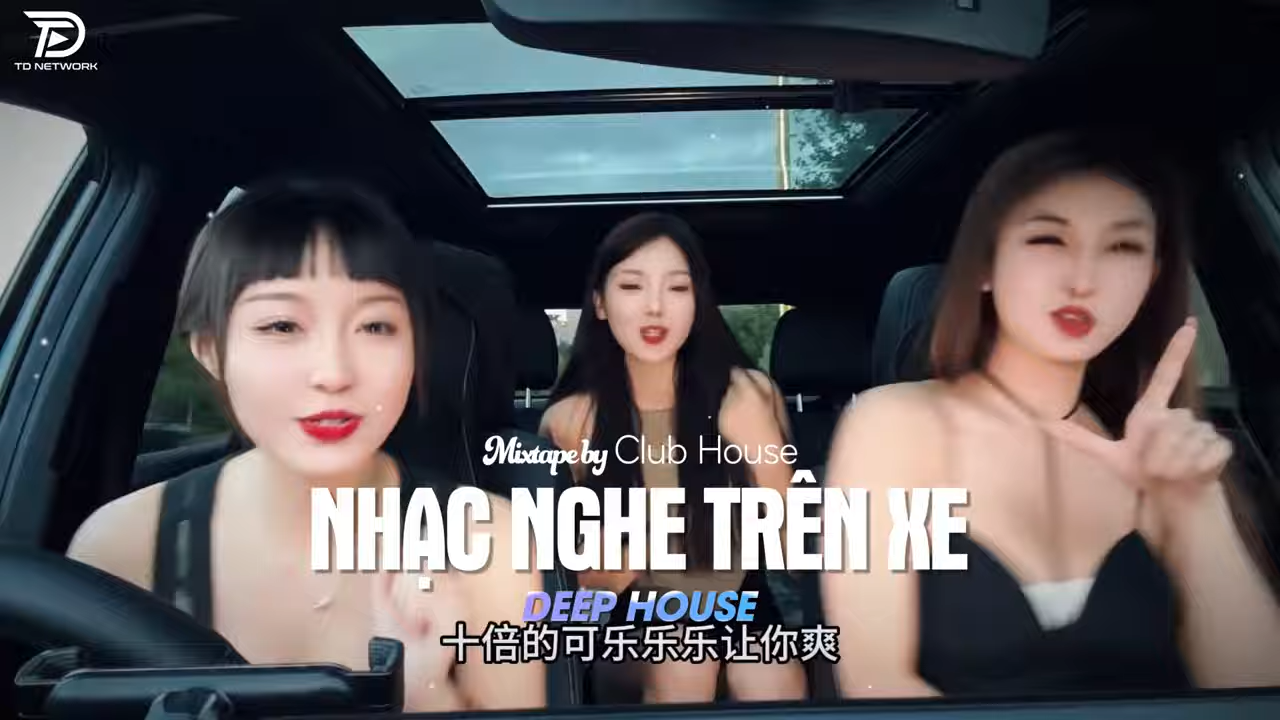 TD NETWORK
Mixtape by Club House
NHẠC NGHE TRÊN XE
DEEP HOUSE
十倍的可乐乐乐让你爽